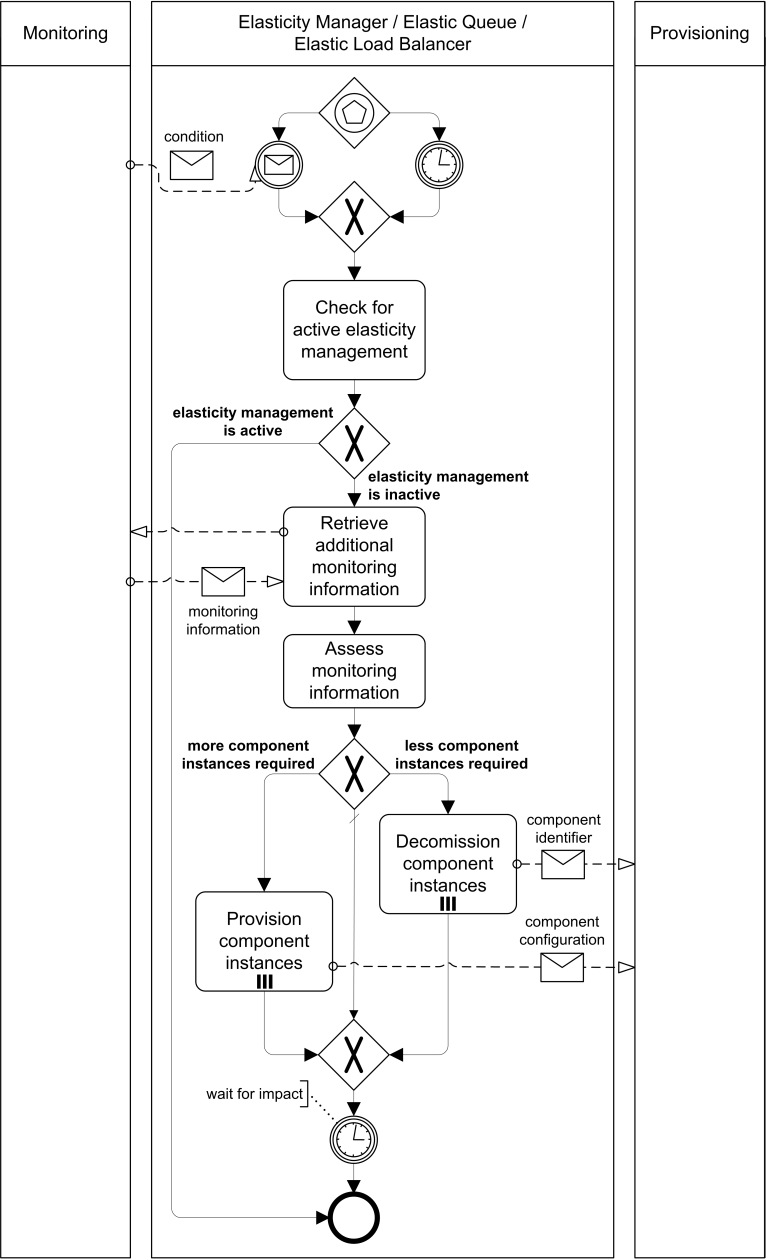 Monitoring
Elasticity Manager / Elastic Queue /
Elastic Load Balancer
Provisioning
condition
Check for
active elasticity
management
elasticity management
is active
elasticity management
is inactive
Retrieve
additional
monitoring
information
monitoring
information
Assess
monitoring
information
more component
instances required
less component
instances required
Decomission
component
instances
component
identifier
Provision
component
instances
component
configuration
wait for impact